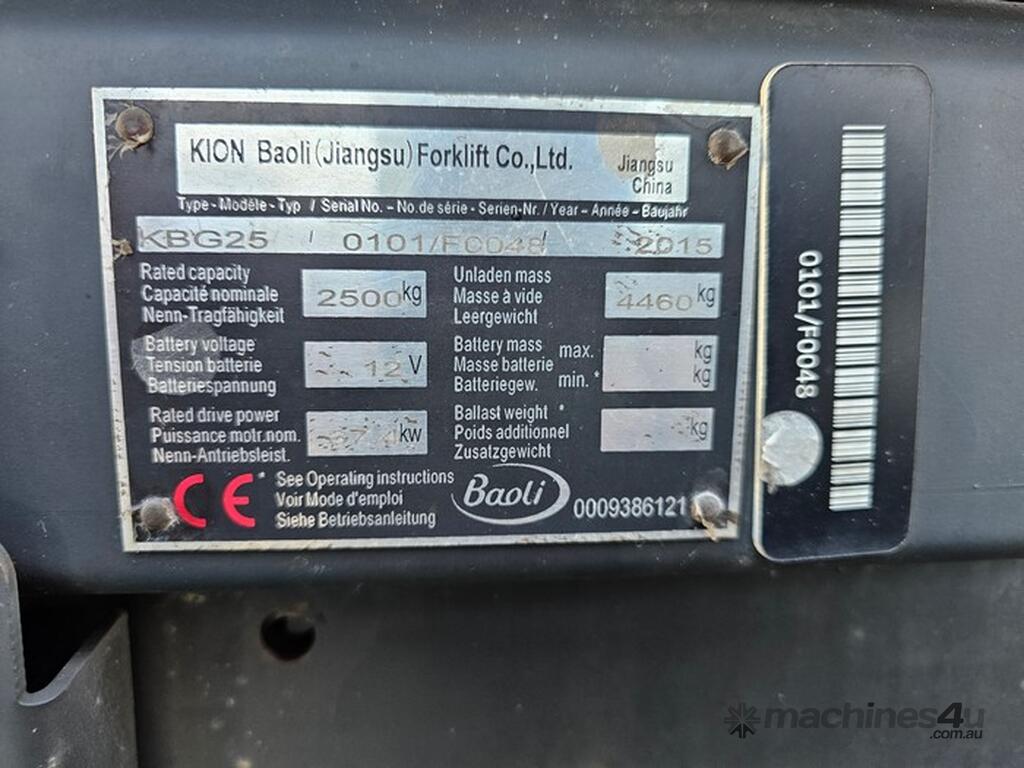 KION Baoli(Jiangsu)Forklift Co.,Ltd.
Jiangsu
China
Type - Modèle - Typ / Serial No. - No. de série - Serien-Nr. / Year - Année - Baujahr
KBG25 / 0101/F0048 / 2015
Rated capacity
Capacité nominale
Nenn-Tragfähigkeit
2500 kg
Unladen mass
Masse à vide
Leergewicht
4460 kg
Battery voltage
Tension batterie
Batteriespannung
12 V
Battery mass
Masse batterie
Batteriegew.
max. kg
min. * kg
Rated drive power
Puissance motr.nom.
Nenn-Antriebsleist.
kw
Ballast weight *
Poids additionnel
Zusatzgewicht
kg
CE
* See Operating instructions
Voir Mode d'emploi
Siehe Betriebsanleitung
Baoli
0009386121
0101/F0048
machines4u
.com.au